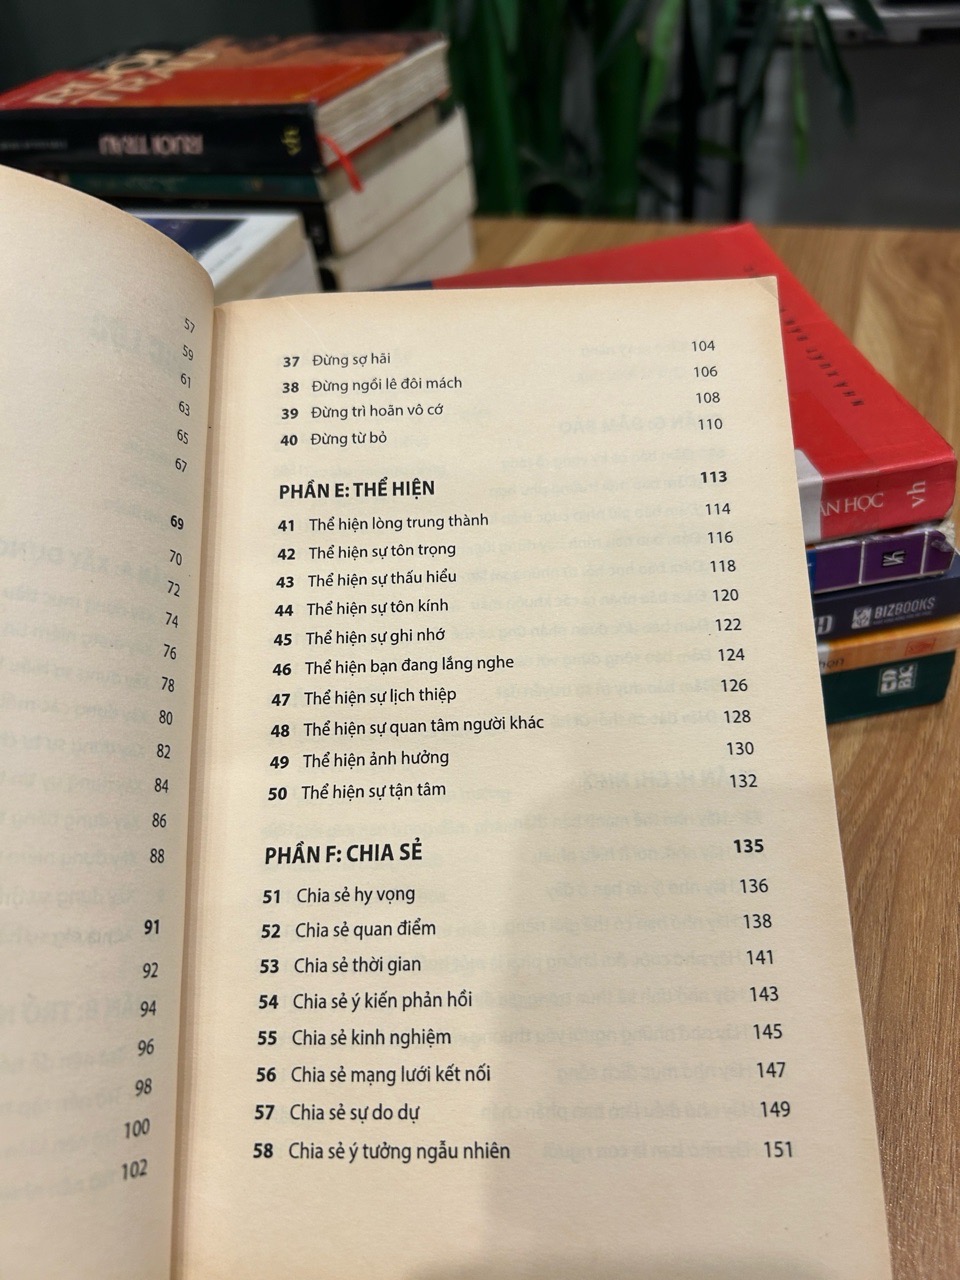 RUỒI TRÂU
RUỒI TRÂU
vh
57
59
61
63
65
67
69
70
72
74
76
78
80
82
84
86
88
91
92
94
96
98
100
102
37 Đừng sợ hãi 104
38 Đừng ngồi lê đôi mách 106
39 Đừng trì hoãn vô cớ 108
40 Đừng từ bỏ 110
PHẦN E: THỂ HIỆN 113
41 Thể hiện lòng trung thành 114
42 Thể hiện sự tôn trọng 116
43 Thể hiện sự thấu hiểu 118
44 Thể hiện sự tôn kính 120
45 Thể hiện sự ghi nhớ 122
46 Thể hiện bạn đang lắng nghe 124
47 Thể hiện sự lịch thiệp 126
48 Thể hiện sự quan tâm người khác 128
49 Thể hiện ảnh hưởng 130
50 Thể hiện sự tận tâm 132
PHẦN F: CHIA SẺ 135
51 Chia sẻ hy vọng 136
52 Chia sẻ quan điểm 138
53 Chia sẻ thời gian 141
54 Chia sẻ ý kiến phản hồi 143
55 Chia sẻ kinh nghiệm 145
56 Chia sẻ mạng lưới kết nối 147
57 Chia sẻ sự do dự 149
58 Chia sẻ ý tưởng ngẫu nhiên 151
HỌC vh
BIZBOOKS